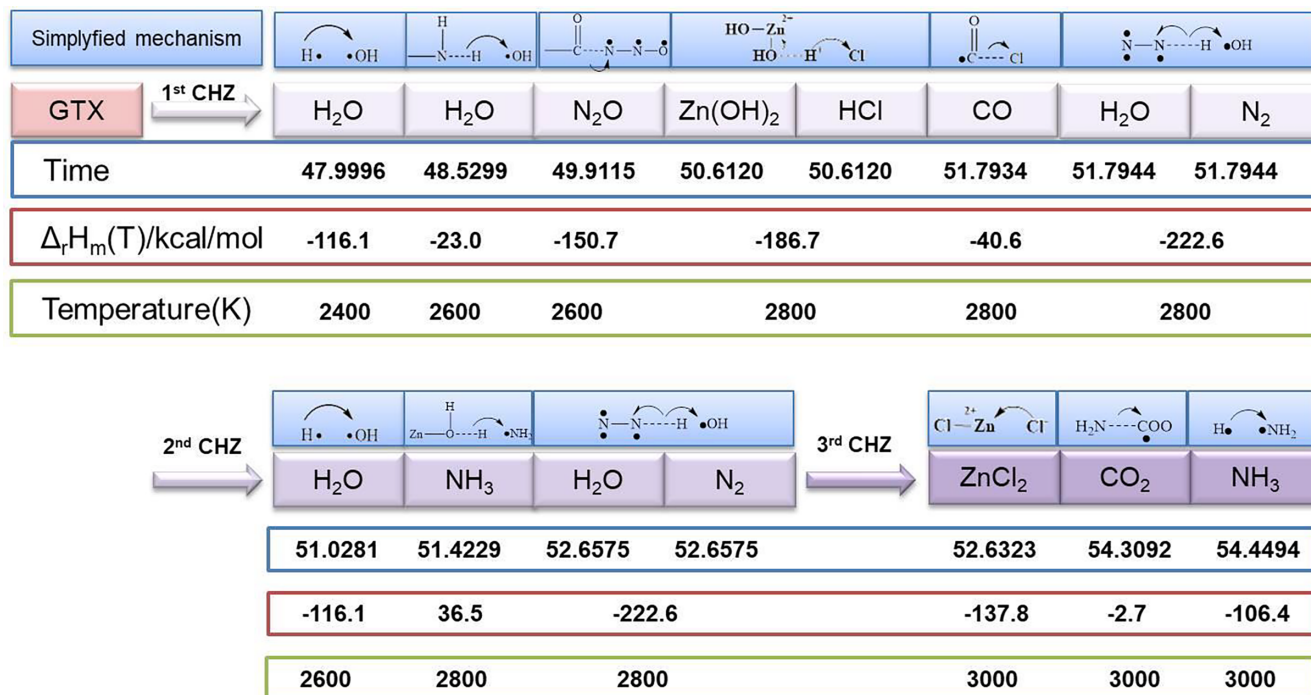 Simplyfied mechanism
H• •OH
H
N---H •OH
O
C---N—N—O
HO—Zn 2+
HO---H Cl
O
•C---Cl
N—N---H •OH
GTX
1st CHZ
H2O H2O N2O Zn(OH)2 HCl CO H2O N2
Time 47.9996 48.5299 49.9115 50.6120 50.6120 51.7934 51.7944 51.7944
ΔrHm(T)/kcal/mol -116.1 -23.0 -150.7 -186.7 -40.6 -222.6
Temperature(K) 2400 2600 2600 2800 2800 2800
H• •OH
H
Zn—O---H •NH2
N—N---H •OH
2+
Cl—Zn Cl-
H2N---COO
H• •NH2
2nd CHZ
H2O NH3 H2O N2
3rd CHZ
ZnCl2 CO2 NH3
51.0281 51.4229 52.6575 52.6575 52.6323 54.3092 54.4494
-116.1 36.5 -222.6 -137.8 -2.7 -106.4
2600 2800 2800 3000 3000 3000